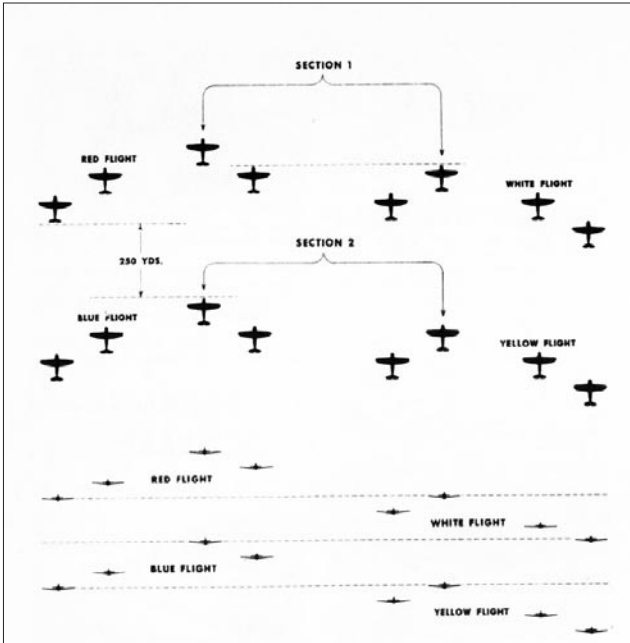 SECTION 1
RED FLIGHT
WHITE FLIGHT
250 YDS.
SECTION 2
BLUE FLIGHT
YELLOW FLIGHT
RED FLIGHT
WHITE FLIGHT
BLUE FLIGHT
YELLOW FLIGHT